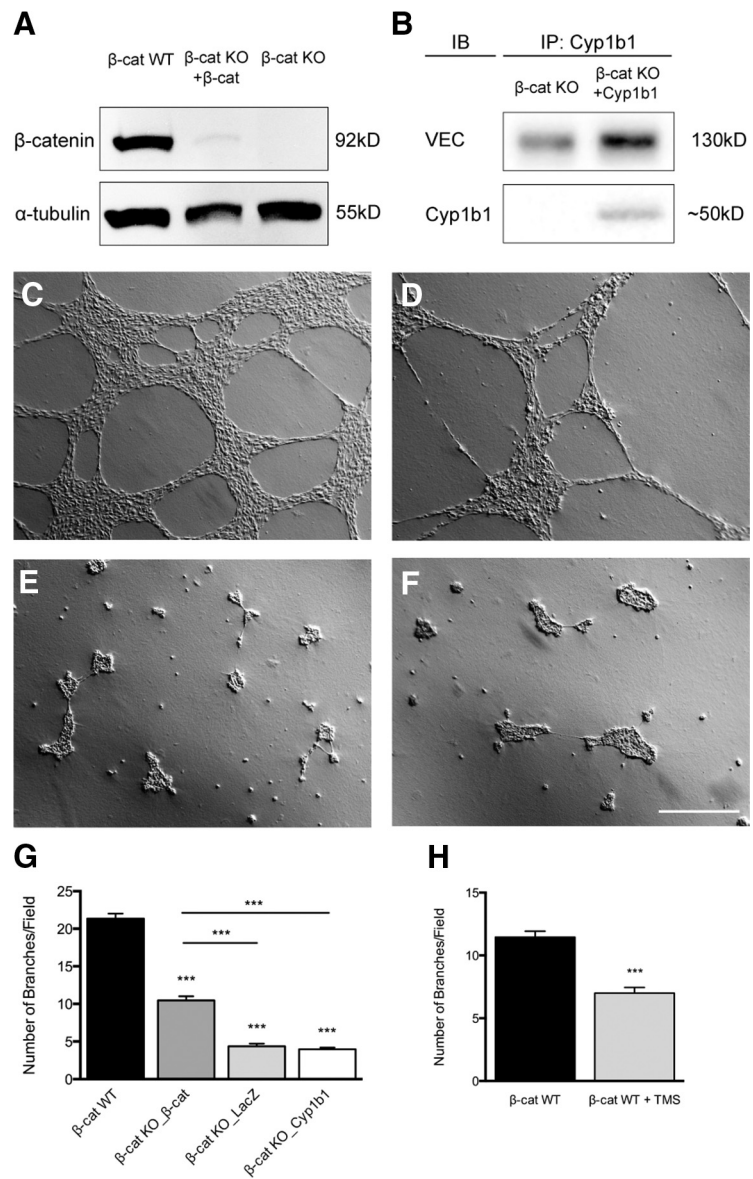 A
β-cat WT
β-cat KO
+β-cat
β-cat KO
β-catenin
92kD
α-tubulin
55kD
B
IB
IP: Cyp1b1
β-cat KO
β-cat KO
+Cyp1b1
VEC
130kD
Cyp1b1
~50kD
C
D
E
F
G
Number of Branches/Field
25
20
15
10
5
0
***
***
***
***
***
β-cat WT
β-cat KO_β-cat
β-cat KO_LacZ
β-cat KO_Cyp1b1
H
Number of Branches/Field
15
10
5
0
***
β-cat WT
β-cat WT + TMS